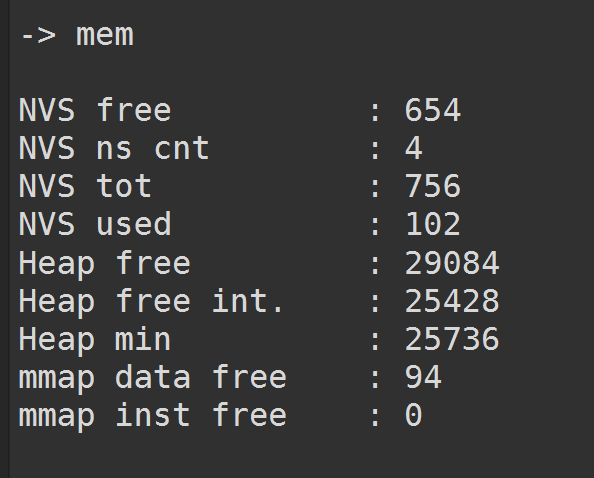 -> mem
NVS free : 654
NVS ns cnt : 4
NVS tot : 756
NVS used : 102
Heap free : 29084
Heap free int. : 25428
Heap min : 25736
mmap data free : 94
mmap inst free : 0